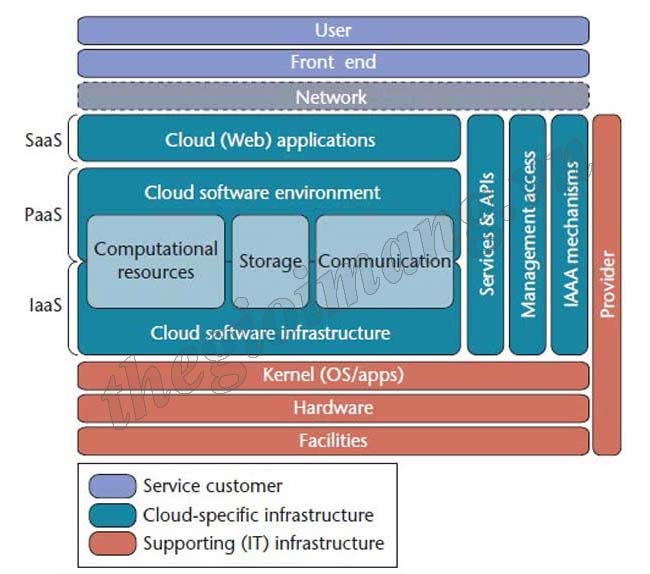 User
Front end
Network
SaaS
Cloud (Web) applications
PaaS
Cloud software environment
Computational
resources
Storage
Communication
IaaS
Cloud software infrastructure
Services & APIs
Management access
IAAA mechanisms
Provider
Kernel (OS/apps)
Hardware
Facilities
Service customer
Cloud-specific infrastructure
Supporting (IT) infrastructure
thegioimang.vn